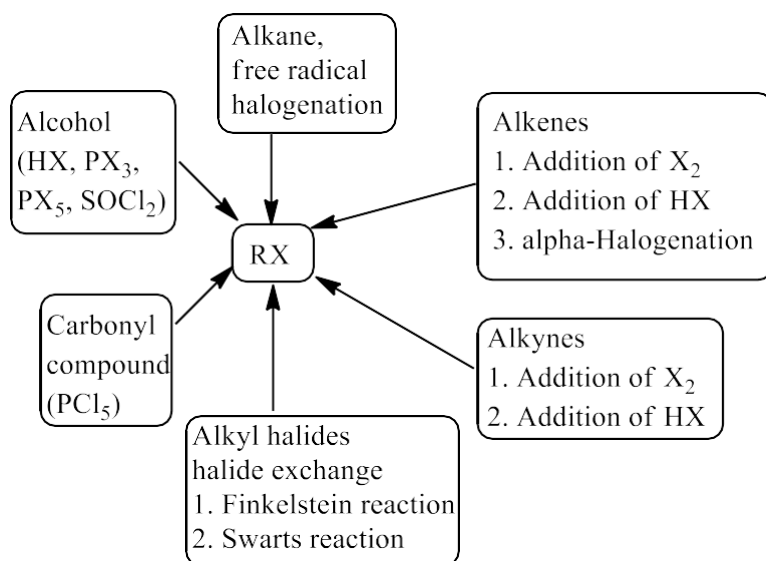 Alkane,
free radical
halogenation
Alcohol
(HX, PX₃,
PX₅, SOCl₂)
Alkenes
1. Addition of X₂
2. Addition of HX
3. alpha-Halogenation
RX
Carbonyl
compound
(PCl₅)
Alkynes
1. Addition of X₂
2. Addition of HX
Alkyl halides
halide exchange
1. Finkelstein reaction
2. Swarts reaction